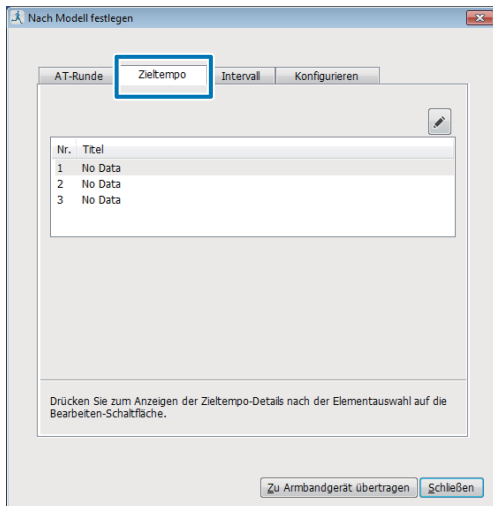 Nach Modell festlegen
AT-Runde Zieltempo Intervall Konfigurieren
Nr. Titel
1 No Data
2 No Data
3 No Data
Drücken Sie zum Anzeigen der Zieltempo-Details nach der Elementauswahl auf die
Bearbeiten-Schaltfläche.
Zu Armbandgerät übertragen Schließen